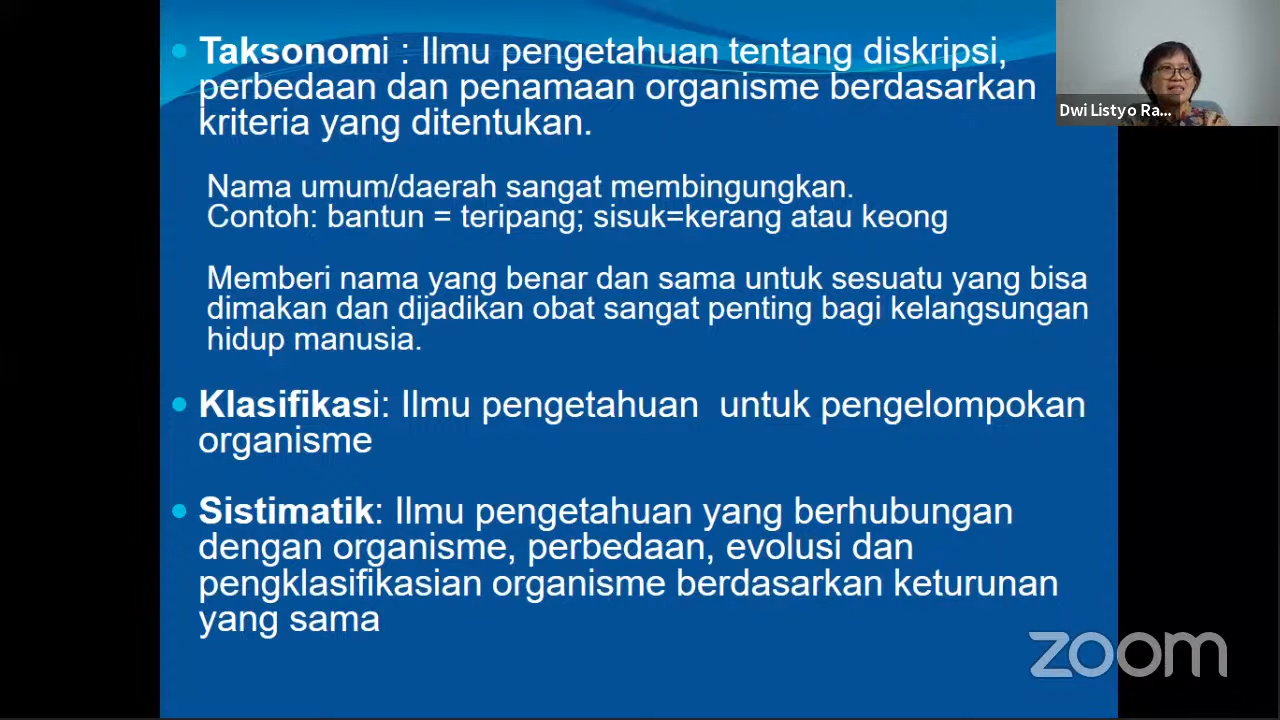 Taksonomi : Ilmu pengetahuan tentang diskripsi,
perbedaan dan penamaan organisme berdasarkan
kriteria yang ditentukan.
Nama umum/daerah sangat membingungkan.
Contoh: bantun = teripang; sisuk=kerang atau keong
Memberi nama yang benar dan sama untuk sesuatu yang bisa
dimakan dan dijadikan obat sangat penting bagi kelangsungan
hidup manusia.
Klasifikasi: Ilmu pengetahuan  untuk pengelompokan
organisme
Sistimatik: Ilmu pengetahuan yang berhubungan
dengan organisme, perbedaan, evolusi dan
pengklasifikasian organisme berdasarkan keturunan
yang sama
Dwi Listyo Ra...
zoom